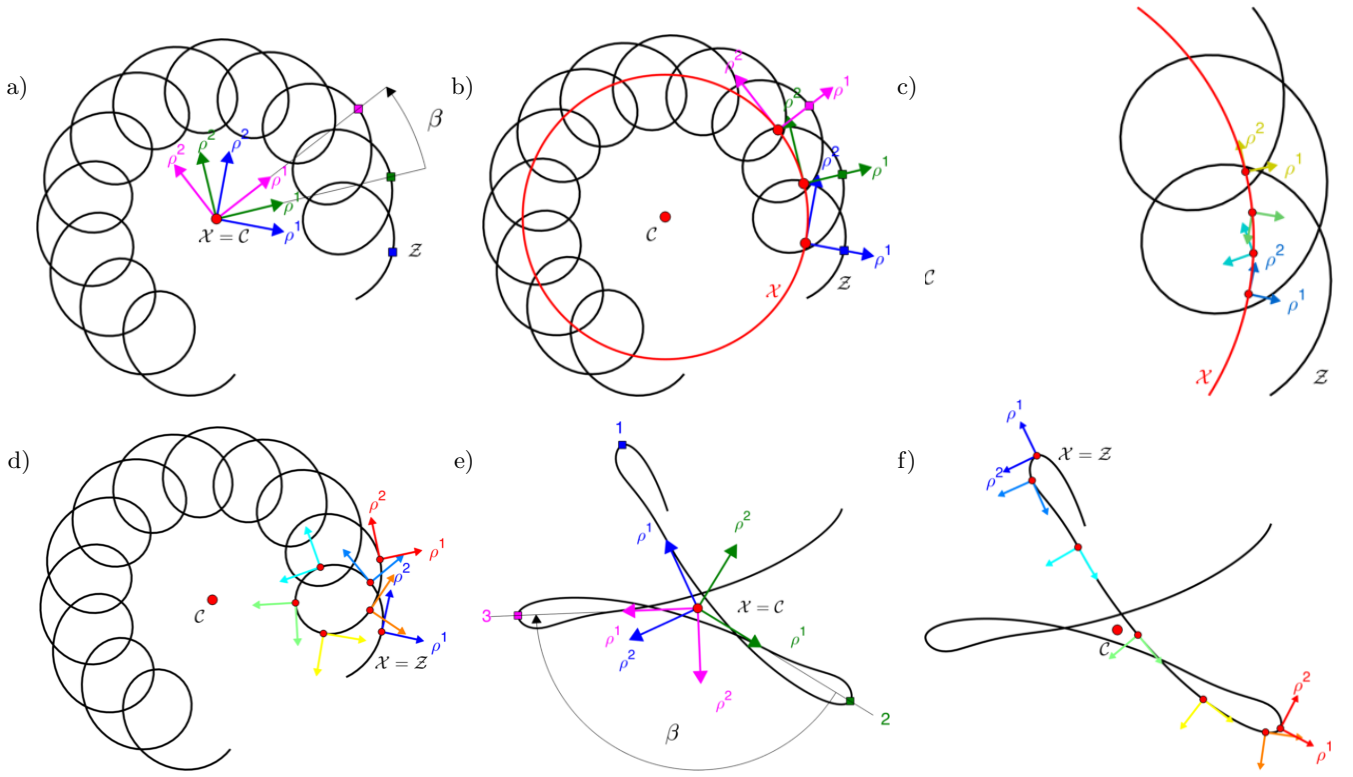 a)
ρ² ρ² ρ² ρ¹ ρ¹ ρ¹
𝒳 = 𝒞
𝒵
β
b)
ρ² ρ¹
ρ² ρ¹
ρ² ρ¹
𝒞
𝒳
𝒵
c)
ρ² ρ¹
ρ² ρ¹
𝒞
𝒳
𝒵
d)
ρ² ρ¹
ρ² ρ¹
𝒞
𝒳 = 𝒵
e)
1
ρ¹ ρ²
3
𝒳 = 𝒞
ρ¹ ρ¹
ρ²
ρ²
2
β
f)
ρ¹
𝒳 = 𝒵
ρ²
𝒞
ρ²
ρ¹